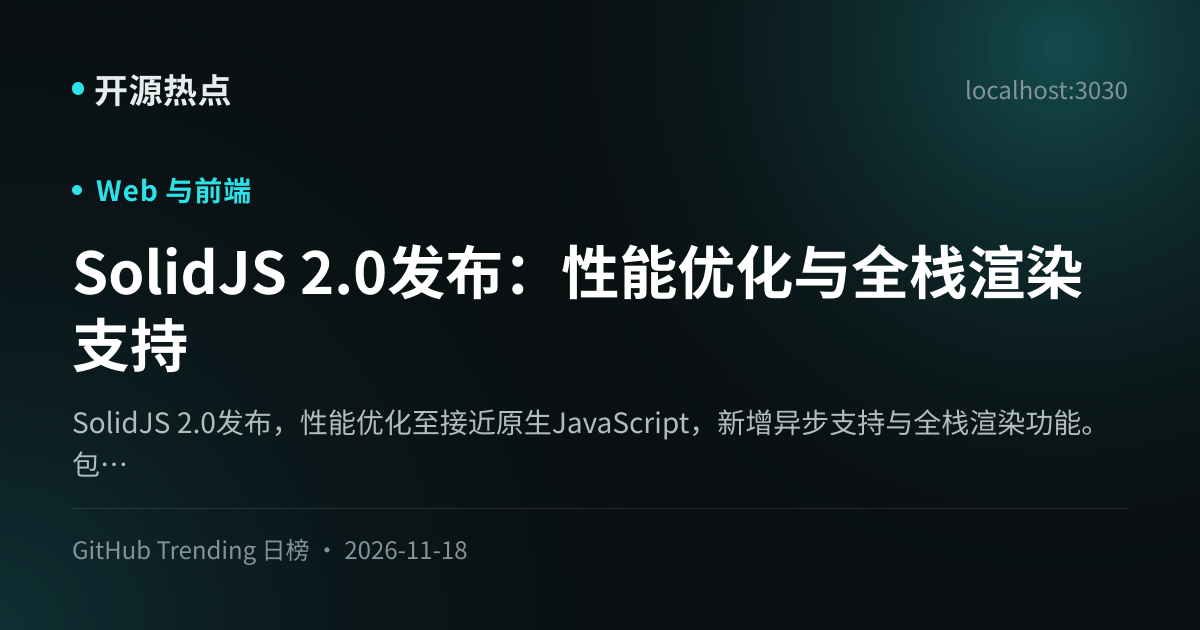 开源热点
localhost:3030
Web 与前端
SolidJS 2.0发布：性能优化与全栈渲染
支持
SolidJS 2.0发布，性能优化至接近原生JavaScript，新增异步支持与全栈渲染功能。
包…
GitHub Trending 日榜 · 2026-11-18